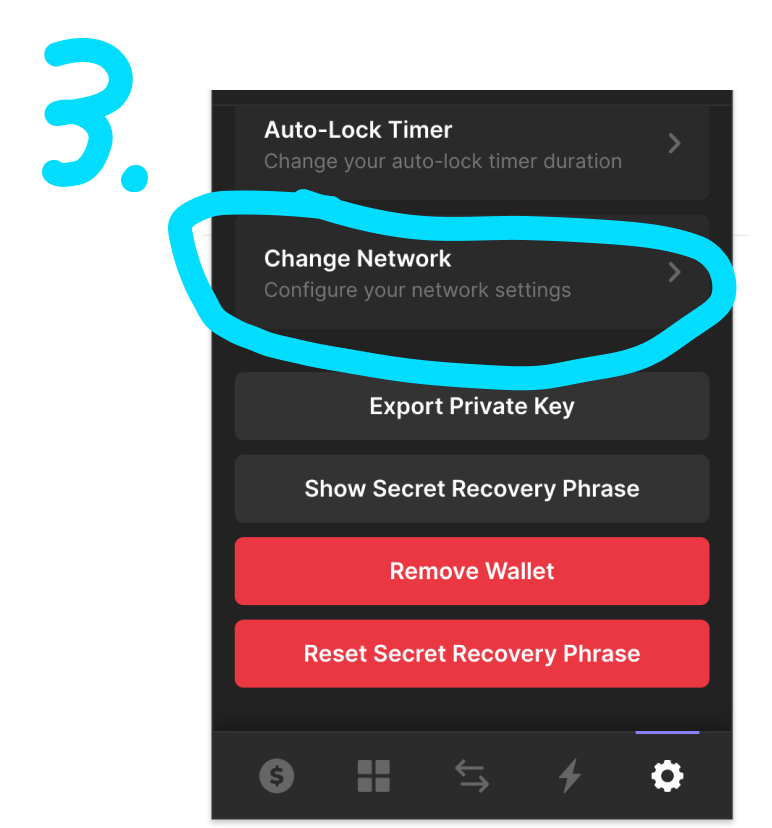 3.
Auto-Lock Timer
Change your auto-lock timer duration
Change Network
Configure your network settings
Export Private Key
Show Secret Recovery Phrase
Remove Wallet
Reset Secret Recovery Phrase
$